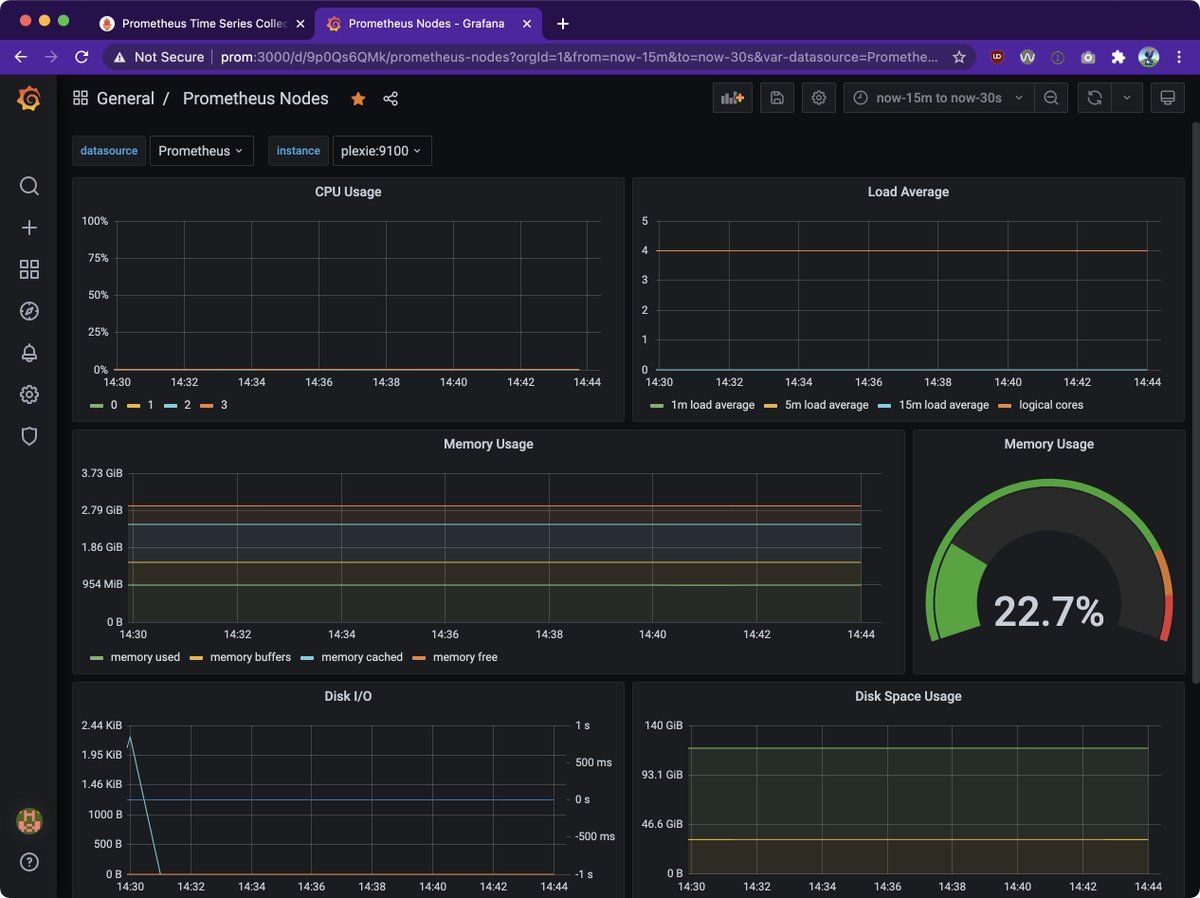 Prometheus Time Series Collec
Prometheus Nodes - Grafana
Not Secure
prom:3000/d/9p0Qs6QMk/prometheus-nodes?orgId=1&from=now-15m&to=now-30s&var-datasource=Promethe...
General / Prometheus Nodes
now-15m to now-30s
datasource Prometheus
instance plexie:9100
CPU Usage
100%
75%
50%
25%
0%
14:30 14:32 14:34 14:36 14:38 14:40 14:42 14:44
0 1 2 3
Load Average
5
4
3
2
1
0
14:30 14:32 14:34 14:36 14:38 14:40 14:42 14:44
1m load average 5m load average 15m load average logical cores
Memory Usage
3.73 GiB
2.79 GiB
1.86 GiB
954 MiB
0 B
14:30 14:32 14:34 14:36 14:38 14:40 14:42 14:44
memory used memory buffers memory cached memory free
Memory Usage
22.7%
Disk I/O
2.44 KiB
1.95 KiB
1.46 KiB
1000 B
500 B
0 B
1 s
500 ms
0 s
-500 ms
-1 s
14:30 14:32 14:34 14:36 14:38 14:40 14:42 14:44
Disk Space Usage
140 GiB
93.1 GiB
46.6 GiB
0 B
14:30 14:32 14:34 14:36 14:38 14:40 14:42 14:44